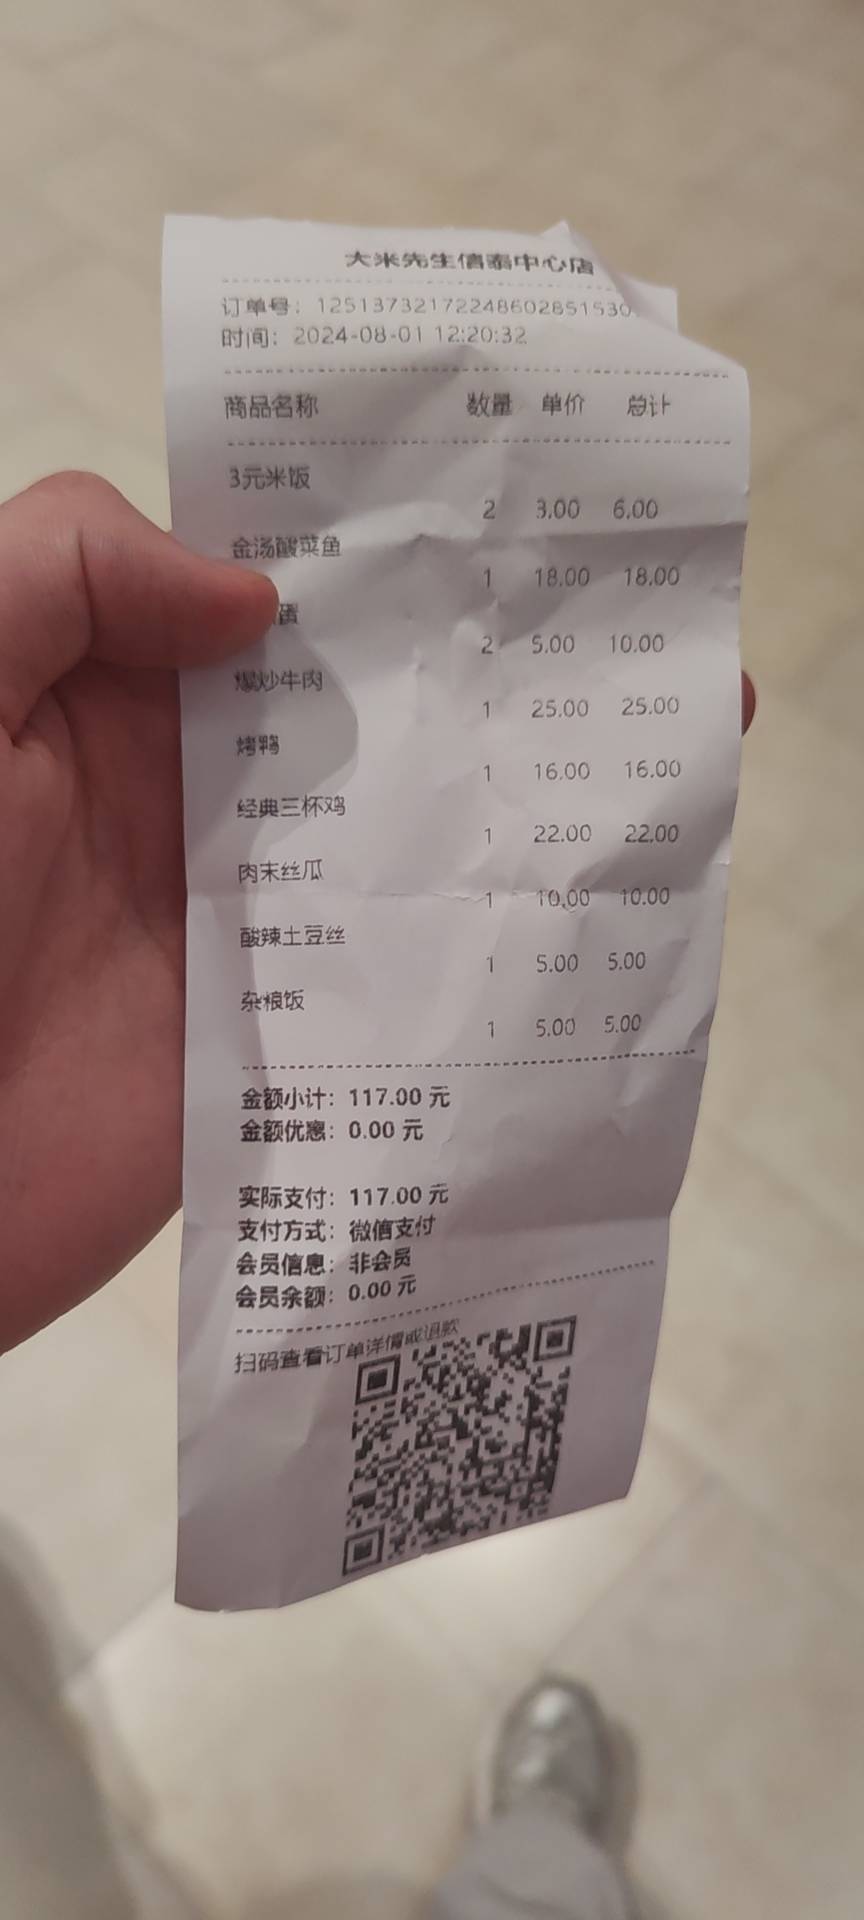 大米先生信泰中心店
订单号：12513732172248602851530
时间：2024-08-01 12:20:32
商品名称 数量 单价 总计
3元米饭
2 3.00 6.00
金汤酸菜鱼
1 18.00 18.00
蛋
2 5.00 10.00
爆炒牛肉
1 25.00 25.00
烤鸭
1 16.00 16.00
经典三杯鸡
1 22.00 22.00
肉末丝瓜
1 10.00 10.00
酸辣土豆丝
1 5.00 5.00
杂粮饭
1 5.00 5.00
金额小计：117.00 元
金额优惠：0.00 元
实际支付：117.00 元
支付方式：微信支付
会员信息：非会员
会员余额：0.00 元
扫码查看订单详情或退款